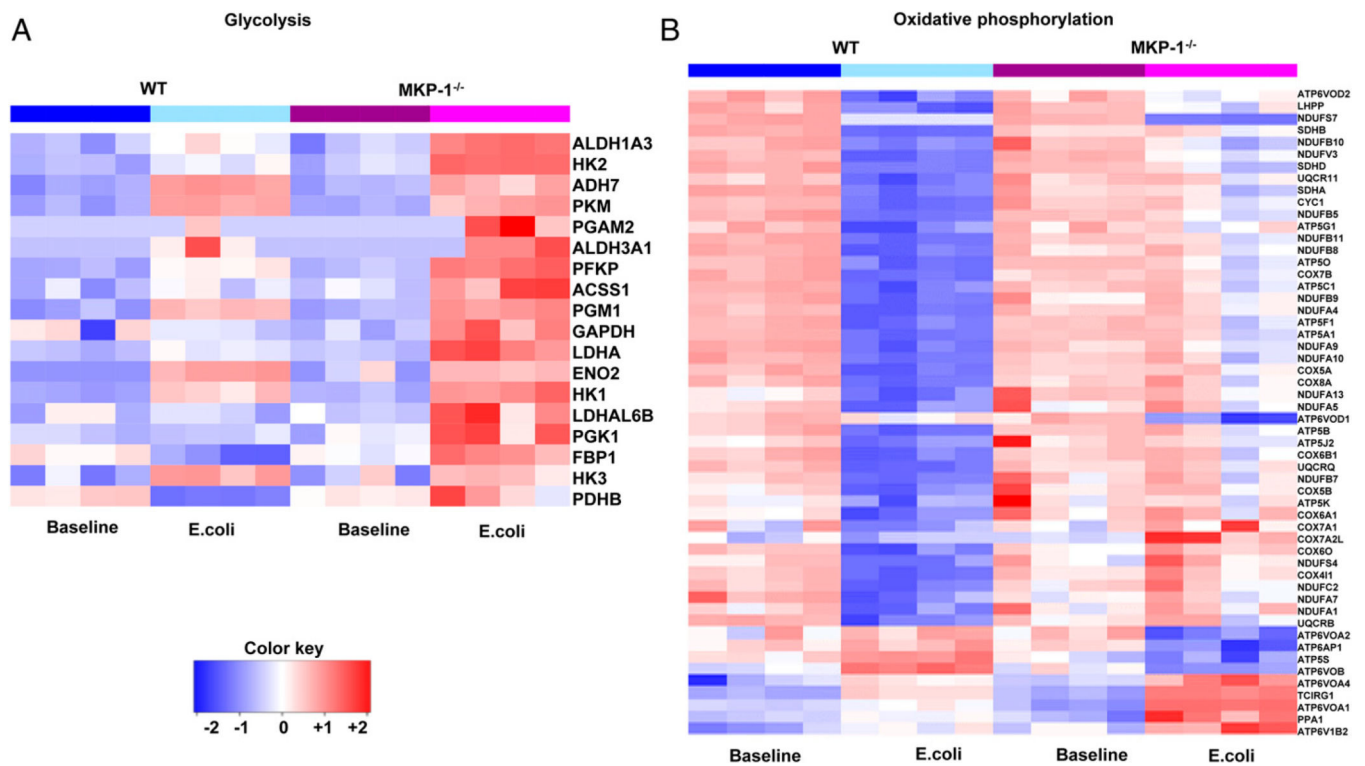 A
Glycolysis
WT
MKP-1-/-
ALDH1A3
HK2
ADH7
PKM
PGAM2
ALDH3A1
PFKP
ACSS1
PGM1
GAPDH
LDHA
ENO2
HK1
LDHAL6B
PGK1
FBP1
HK3
PDHB
Baseline
E.coli
Baseline
E.coli
Color key
-2 -1 0 +1 +2
B
Oxidative phosphorylation
WT
MKP-1-/-
ATP6VOD2
LHPP
NDUFS7
SDHB
NDUFB10
NDUFV3
SDHD
UQCR11
SDHA
CYC1
NDUFB5
ATP5G1
NDUFB11
NDUFB8
ATP5O
COX7B
ATP5C1
NDUFB9
NDUFA4
ATP5F1
ATP5A1
NDUFA9
NDUFA10
COX5A
COX8A
NDUFA13
NDUFA5
ATP6VOD1
ATP5B
ATP5J2
COX6B1
UQCRQ
NDUFB7
COX5B
ATP5K
COX6A1
COX7A1
COX7A2L
COX6O
NDUFS4
COX4I1
NDUFC2
NDUFA7
NDUFA1
UQCRB
ATP6VOA2
ATP6AP1
ATP5S
ATP6VOB
ATP6VOA4
TCIRG1
ATP6VOA1
PPA1
ATP6V1B2
Baseline
E.coli
Baseline
E.coli